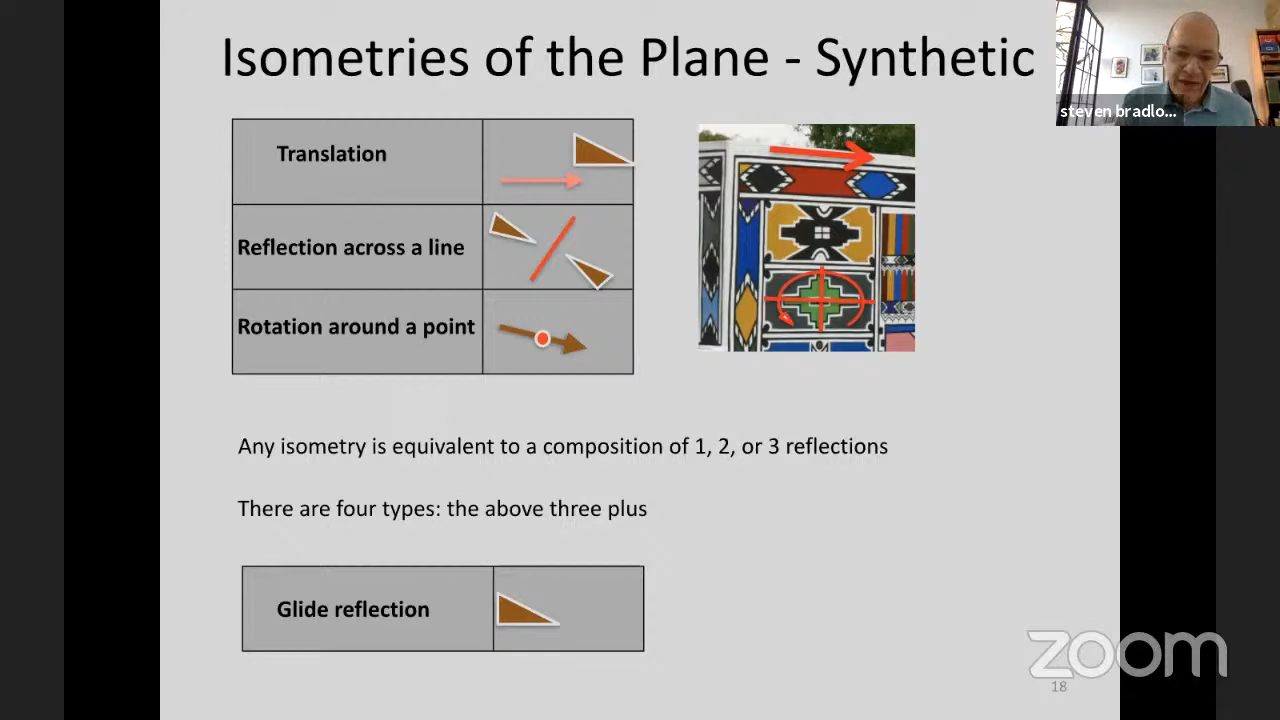 Isometries of the Plane - Synthetic
steven bradlo...
Translation
Reflection across a line
Rotation around a point
Any isometry is equivalent to a composition of 1, 2, or 3 reflections
There are four types: the above three plus
Glide reflection
zoom
18